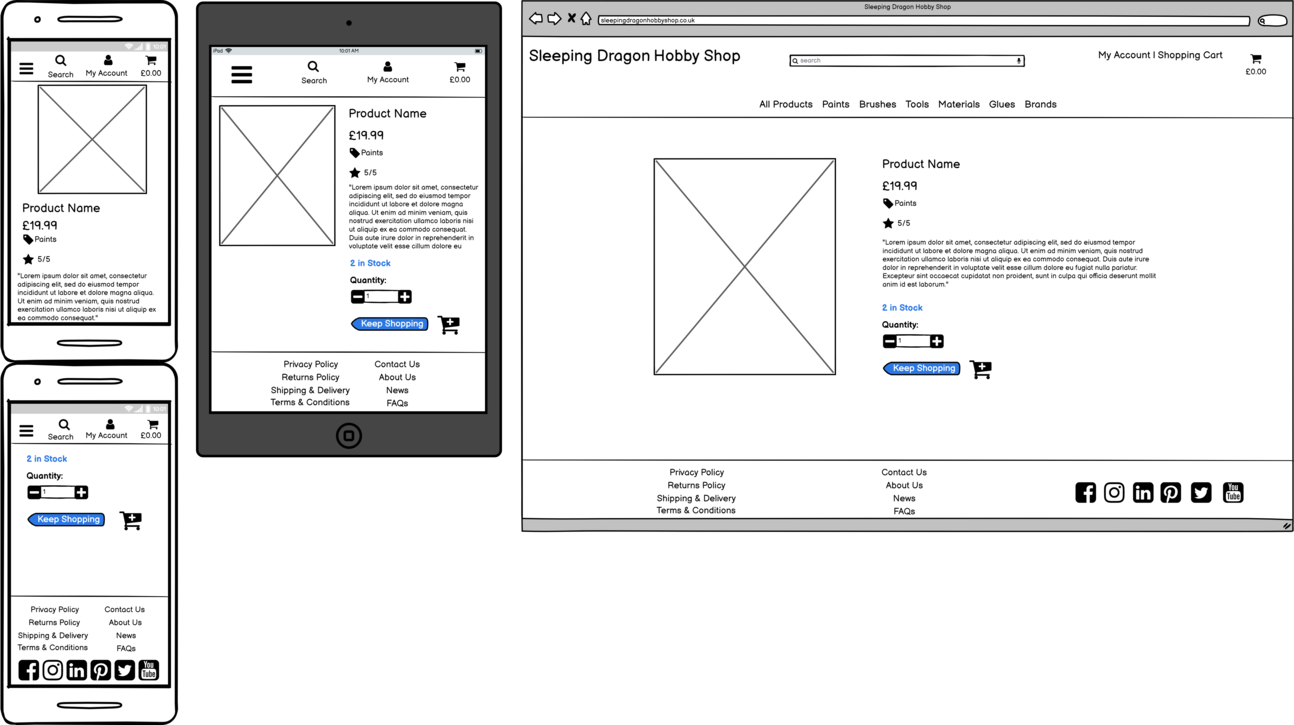 10:01
Search
My Account
£0.00
Product Name
£19.99
Paints
5/5
"Lorem ipsum dolor sit amet, consectetur
adipiscing elit, sed do eiusmod tempor
incididunt ut labore et dolore magna aliqua.
Ut enim ad minim veniam, quis nostrud
exercitation ullamco laboris nisi ut aliquip ex
ea commodo consequat."
10:01
Search
My Account
£0.00
2 in Stock
Quantity:
1
Keep Shopping
Privacy Policy Contact Us
Returns Policy About Us
Shipping & Delivery News
Terms & Conditions FAQs
You
Tube
iPad 10:01 AM
Search
My Account
£0.00
Product Name
£19.99
Paints
5/5
"Lorem ipsum dolor sit amet, consectetur
adipiscing elit, sed do eiusmod tempor
incididunt ut labore et dolore magna
aliqua. Ut enim ad minim veniam, quis
nostrud exercitation ullamco laboris nisi
ut aliquip ex ea commodo consequat.
Duis aute irure dolor in reprehenderit in
voluptate velit esse cillum dolore eu
2 in Stock
Quantity:
1
Keep Shopping
Privacy Policy Contact Us
Returns Policy About Us
Shipping & Delivery News
Terms & Conditions FAQs
Sleeping Dragon Hobby Shop
sleepingdragonhobbyshop.co.uk
Sleeping Dragon Hobby Shop
search
My Account | Shopping Cart
£0.00
All Products Paints Brushes Tools Materials Glues Brands
Product Name
£19.99
Paints
5/5
"Lorem ipsum dolor sit amet, consectetur adipiscing elit, sed do eiusmod tempor
incididunt ut labore et dolore magna aliqua. Ut enim ad minim veniam, quis nostrud
exercitation ullamco laboris nisi ut aliquip ex ea commodo consequat. Duis aute irure
dolor in reprehenderit in voluptate velit esse cillum dolore eu fugiat nulla pariatur.
Excepteur sint occaecat cupidatat non proident, sunt in culpa qui officia deserunt mollit
anim id est laborum."
2 in Stock
Quantity:
1
Keep Shopping
Privacy Policy Contact Us
Returns Policy About Us
Shipping & Delivery News
Terms & Conditions FAQs
You
Tube